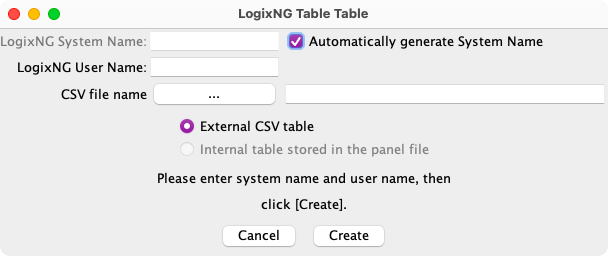 LogixNG Table Table
LogixNG System Name:
Automatically generate System Name
LogixNG User Name:
CSV file name
...
External CSV table
Internal table stored in the panel file
Please enter system name and user name, then
click [Create].
Cancel
Create